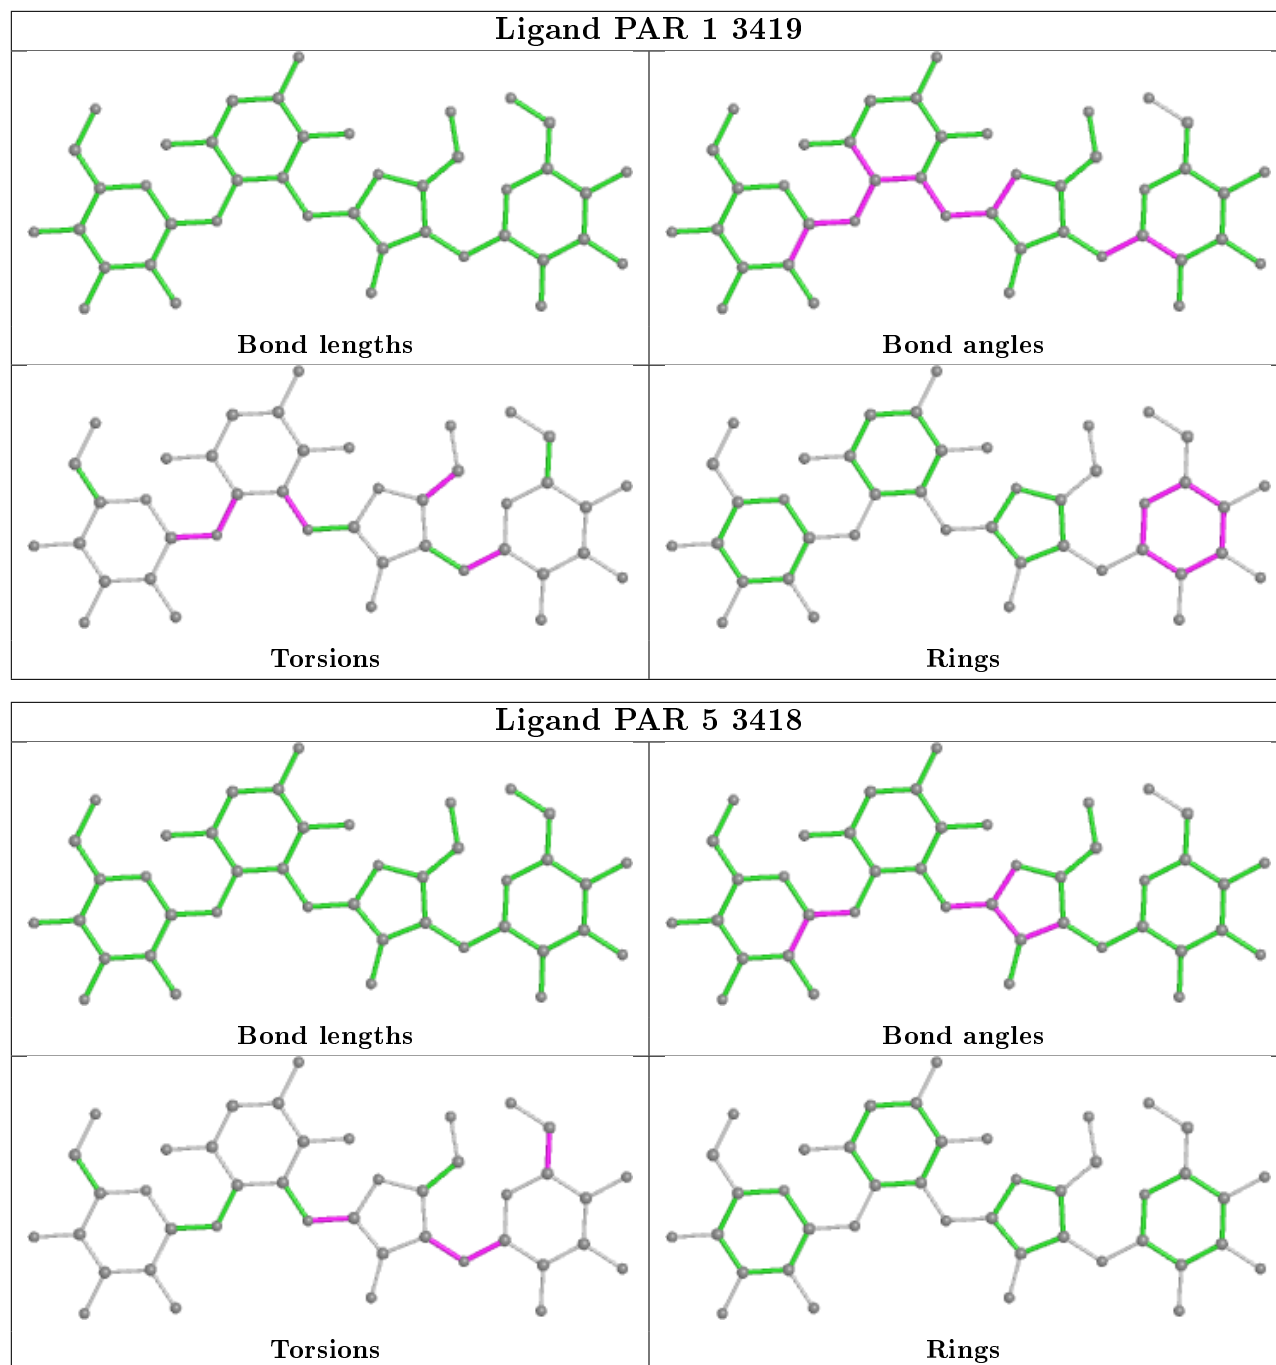 Ligand PAR 1 3419
Bond lengths
Bond angles
Torsions
Rings
Ligand PAR 5 3418
Bond lengths
Bond angles
Torsions
Rings